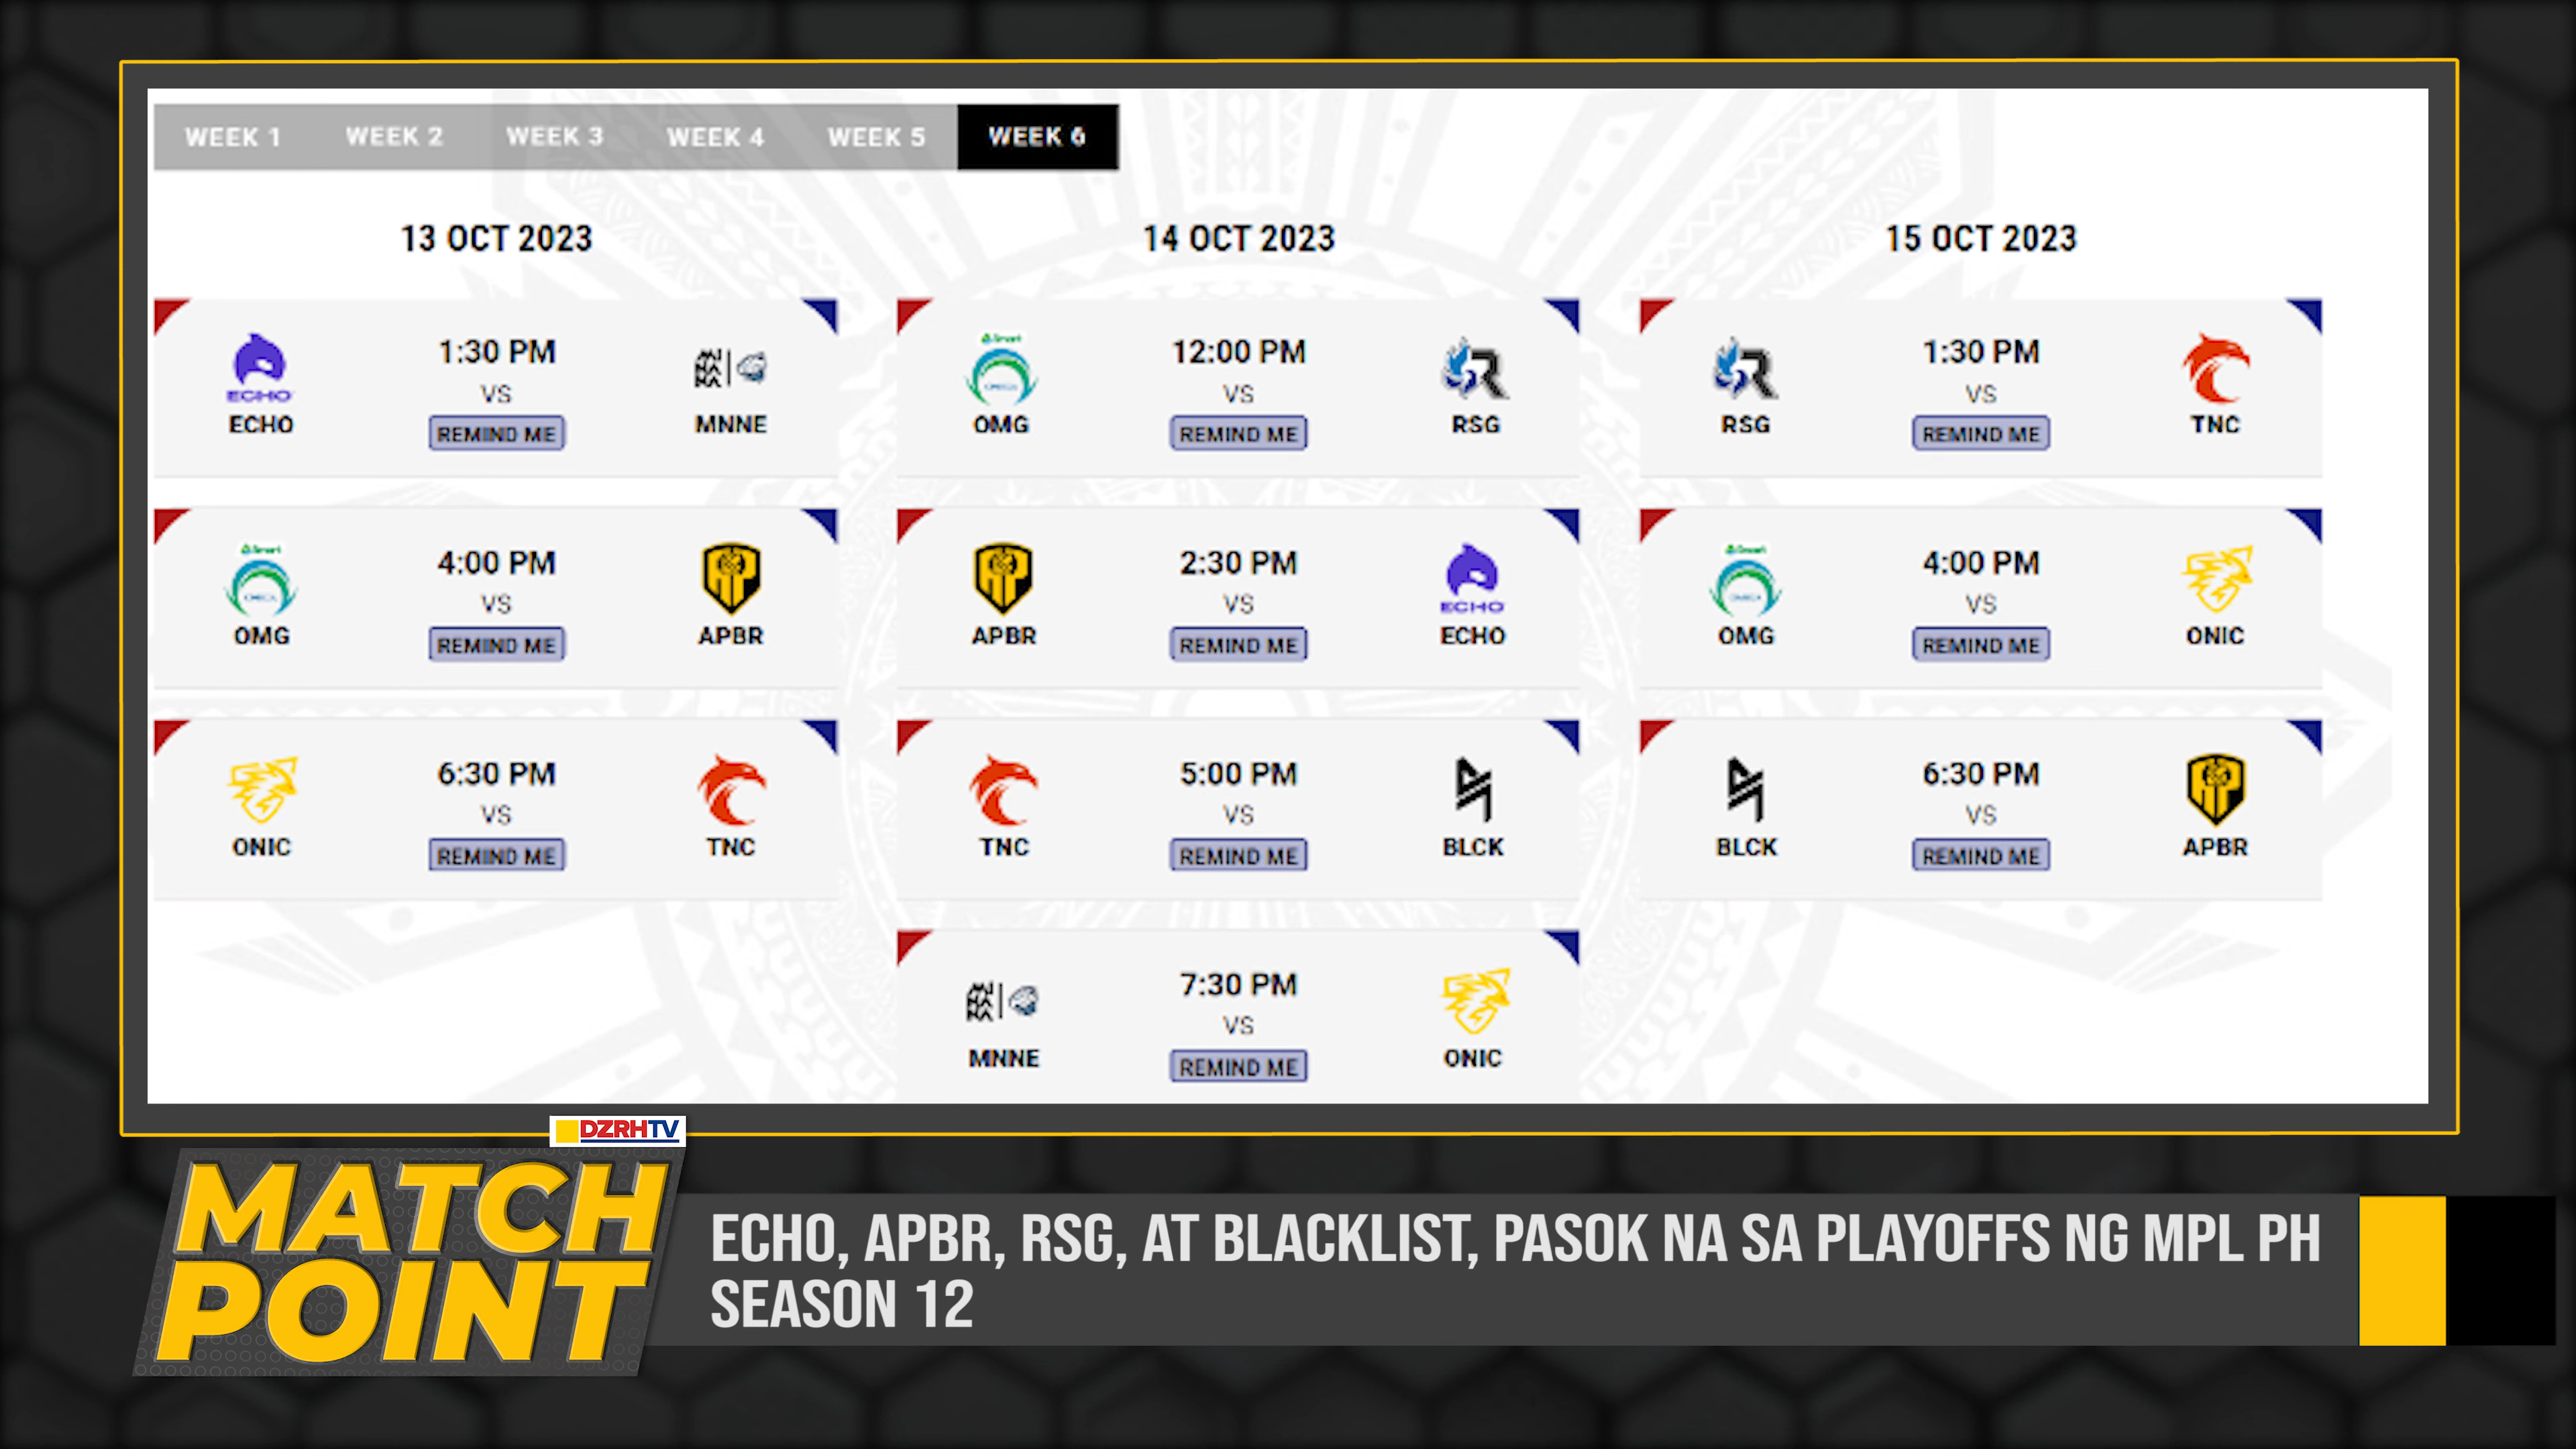 WEEK 1 WEEK 2 WEEK 3 WEEK 4 WEEK 5 WEEK 6
13 OCT 2023
ECHO
ECHO
1:30 PM
VS
REMIND ME
MNNE
Smart
OMG
4:00 PM
VS
REMIND ME
APBR
ONIC
6:30 PM
VS
REMIND ME
TNC
14 OCT 2023
Smart
OMG
12:00 PM
VS
REMIND ME
RSG
APBR
2:30 PM
VS
REMIND ME
ECHO
ECHO
TNC
5:00 PM
VS
REMIND ME
BLCK
MNNE
7:30 PM
VS
REMIND ME
ONIC
15 OCT 2023
RSG
1:30 PM
VS
REMIND ME
TNC
Smart
OMG
4:00 PM
VS
REMIND ME
ONIC
BLCK
6:30 PM
VS
REMIND ME
APBR
DZRHTV
MATCH
POINT
ECHO, APBR, RSG, AT BLACKLIST, PASOK NA SA PLAYOFFS NG MPL PH
SEASON 12